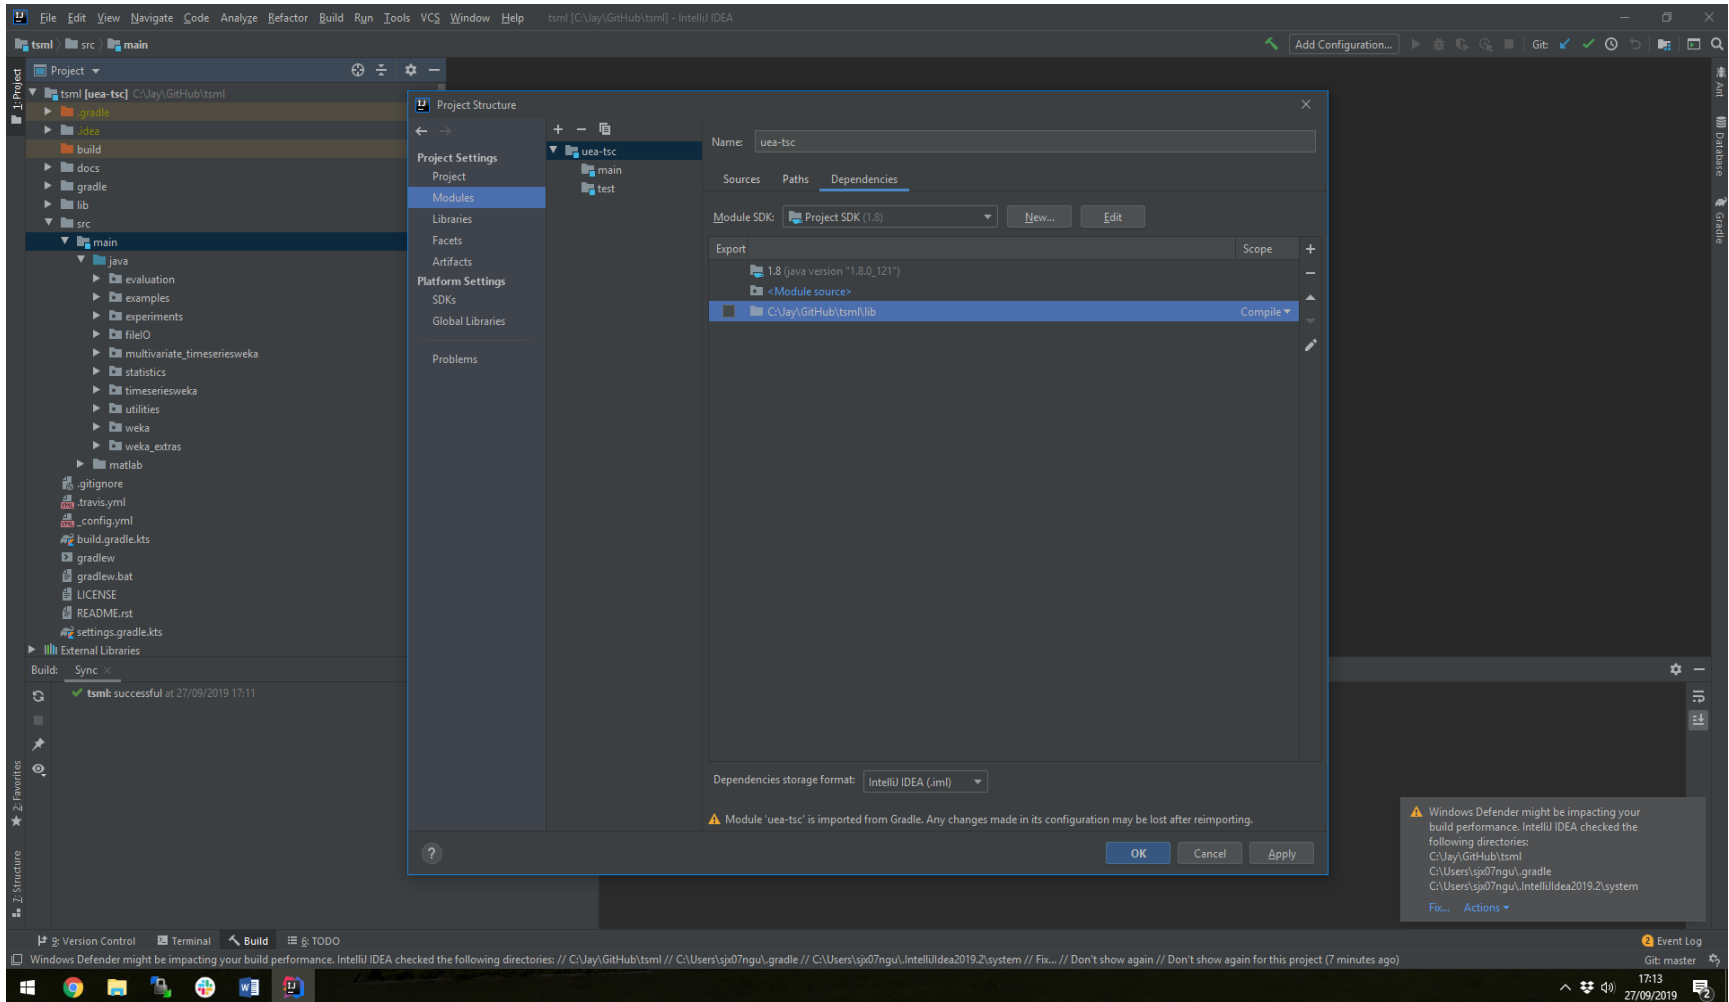 File Edit View Navigate Code Analyze Refactor Build Run Tools VCS Window Help tsml [C:\Jay\GitHub\tsml] - IntelliJ IDEA
tsml src main
Add Configuration...
Git:
1: Project
Project
tsml [uea-tsc] C:\Jay\GitHub\tsml
.gradle
.idea
build
docs
gradle
lib
src
main
java
evaluation
examples
experiments
fileIO
multivariate_timeseriesweka
statistics
timeseriesweka
utilities
weka
weka_extras
matlab
.gitignore
.travis.yml
_config.yml
build.gradle.kts
gradlew
gradlew.bat
LICENSE
README.rst
settings.gradle.kts
External Libraries
Project Structure
Project Settings
Project
Modules
Libraries
Facets
Artifacts
Platform Settings
SDKs
Global Libraries
Problems
uea-tsc
main
test
Name: uea-tsc
Sources Paths Dependencies
Module SDK: Project SDK (1.8) New... Edit
Export Scope
1.8 (java version "1.8.0_121")
<Module source>
C:\Jay\GitHub\tsml\lib Compile
Dependencies storage format: IntelliJ IDEA (.iml)
Module 'uea-tsc' is imported from Gradle. Any changes made in its configuration may be lost after reimporting.
? OK Cancel Apply
Ant
Database
Gradle
Build: Sync
tsml: successful at 27/09/2019 17:11
2: Favorites
7: Structure
Windows Defender might be impacting your
build performance. IntelliJ IDEA checked the
following directories:
C:\Jay\GitHub\tsml
C:\Users\sjx07ngu\.gradle
C:\Users\sjx07ngu\.IntelliJIdea2019.2\system
Fix... Actions
9: Version Control Terminal Build 6: TODO
2 Event Log
Windows Defender might be impacting your build performance. IntelliJ IDEA checked the following directories: // C:\Jay\GitHub\tsml // C:\Users\sjx07ngu\.gradle // C:\Users\sjx07ngu\.IntelliJIdea2019.2\system // Fix... // Don't show again // Don't show again for this project (7 minutes ago)
Git: master
17:13
27/09/2019
2